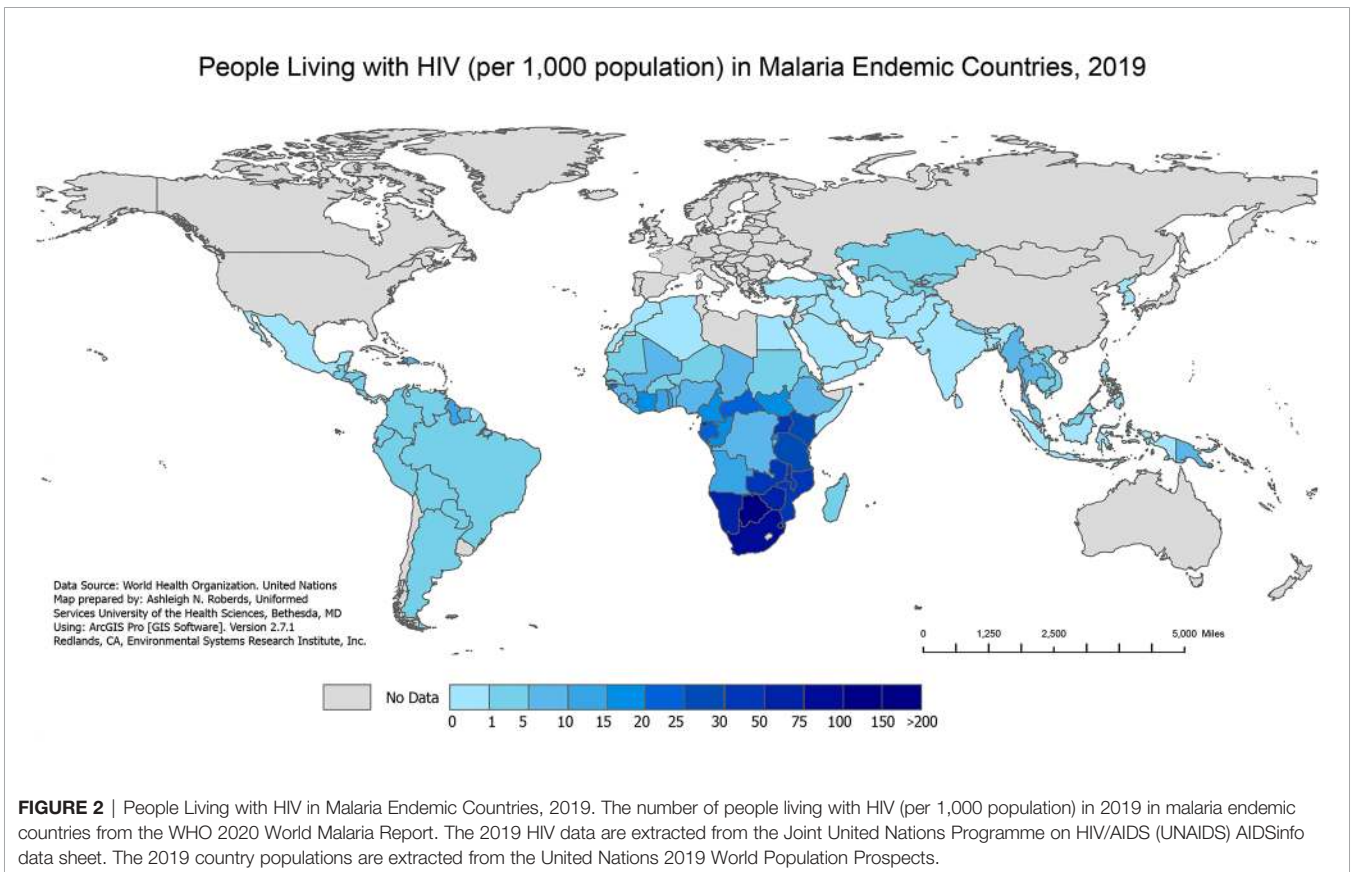 People Living with HIV (per 1,000 population) in Malaria Endemic Countries, 2019
Data Source: World Health Organization. United Nations
Map prepared by: Ashleigh N. Roberds, Uniformed
Services University of the Health Sciences, Bethesda, MD
Using: ArcGIS Pro [GIS Software]. Version 2.7.1
Redlands, CA, Environmental Systems Research Institute, Inc.
0 1,250 2,500 5,000 Miles
No Data
0 1 5 10 15 20 25 30 50 75 100 150 >200
FIGURE 2 | People Living with HIV in Malaria Endemic Countries, 2019. The number of people living with HIV (per 1,000 population) in 2019 in malaria endemic
countries from the WHO 2020 World Malaria Report. The 2019 HIV data are extracted from the Joint United Nations Programme on HIV/AIDS (UNAIDS) AIDSinfo
data sheet. The 2019 country populations are extracted from the United Nations 2019 World Population Prospects.